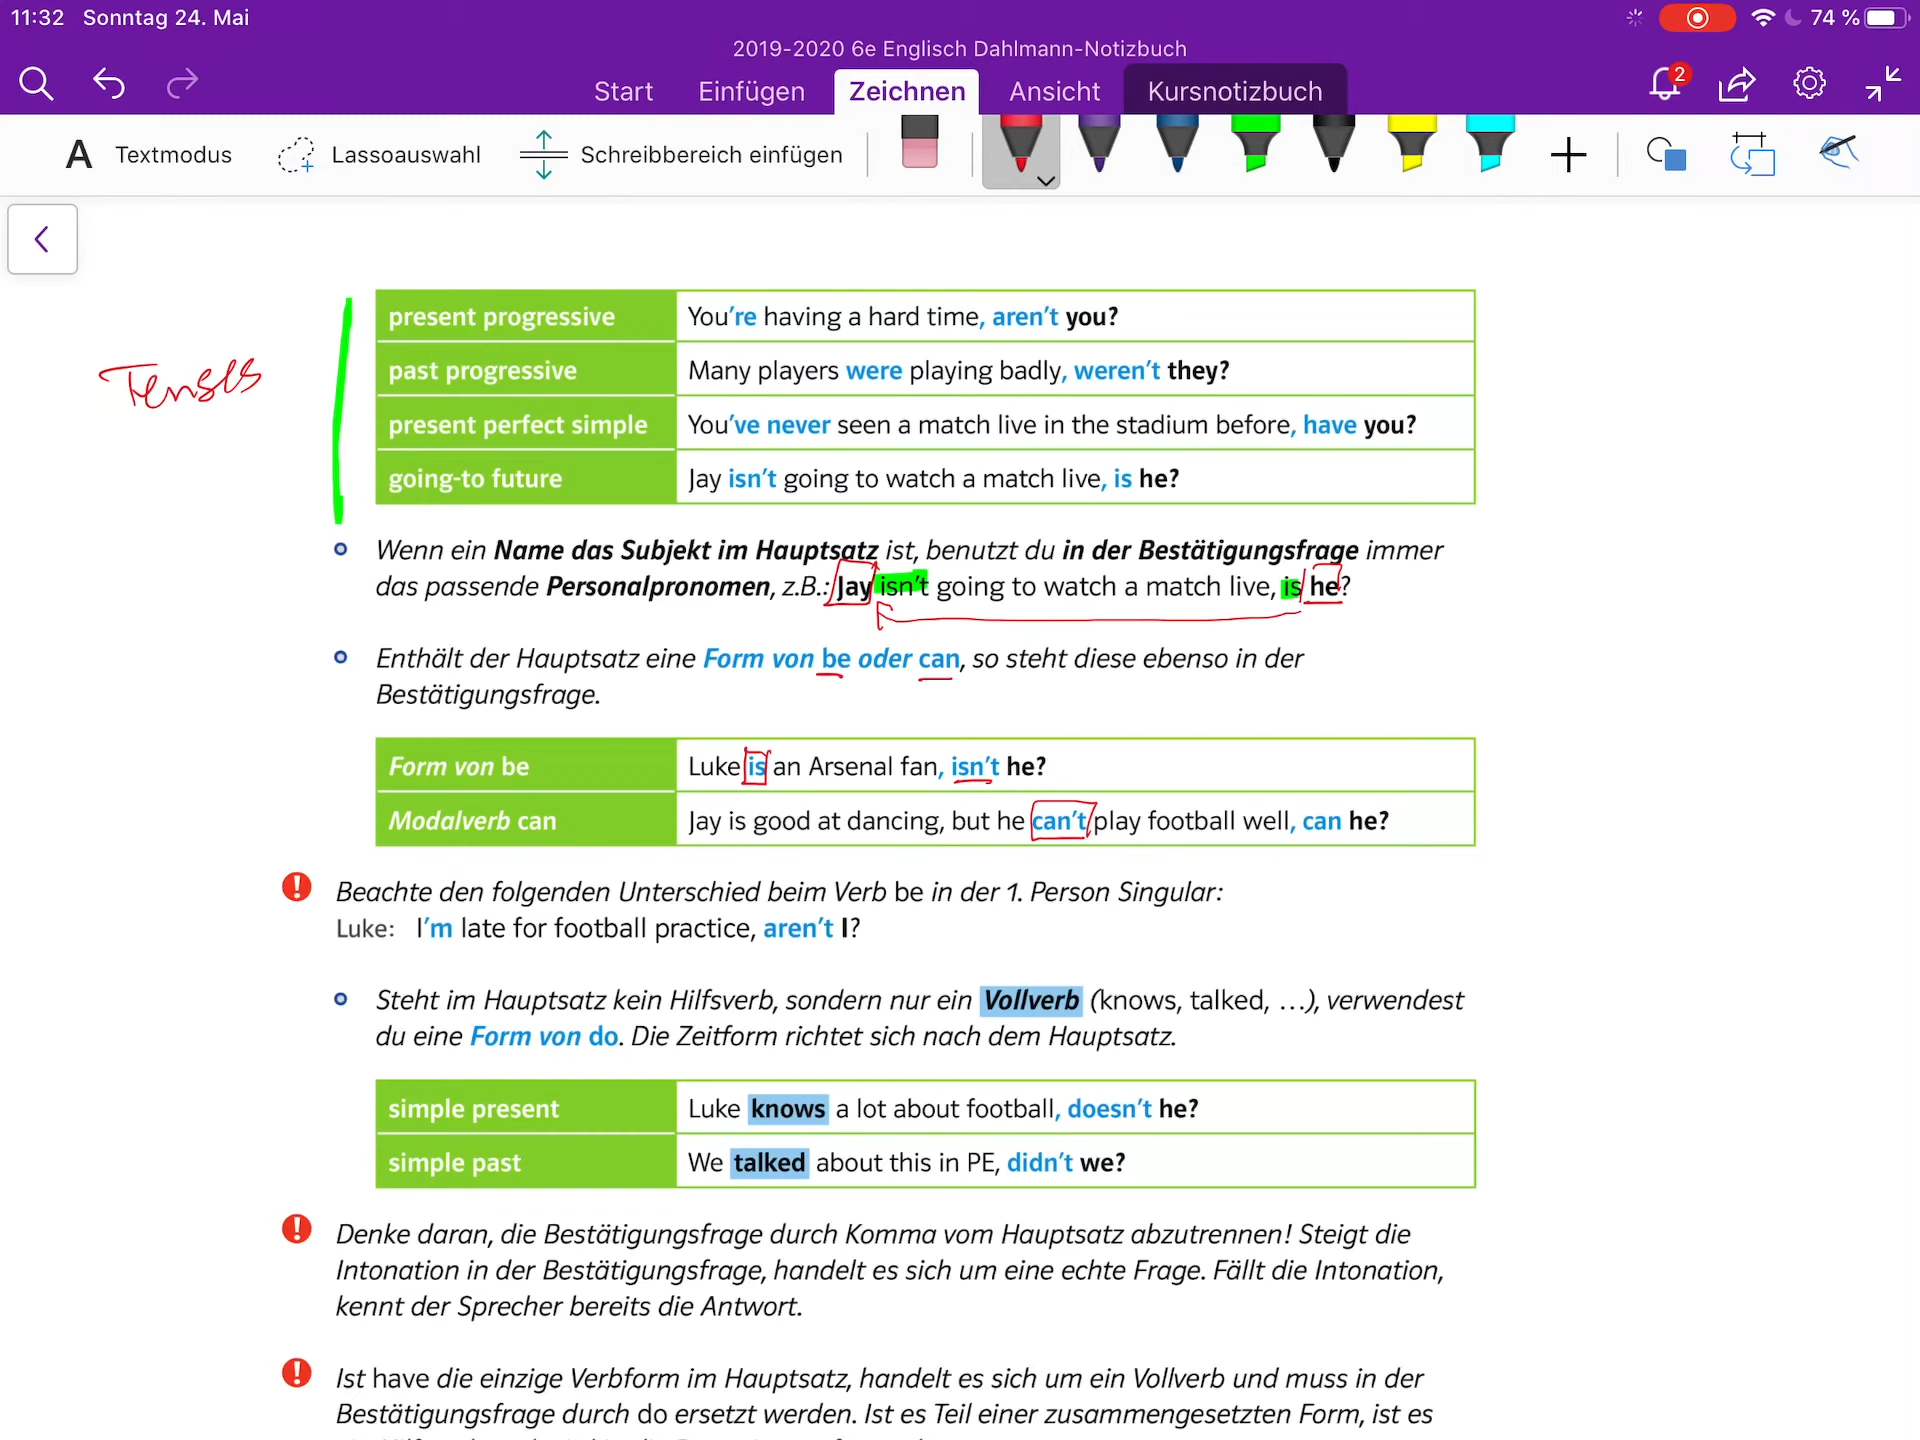 11:32 Sonntag 24. Mai
74 %
2019-2020 6e Englisch Dahlmann-Notizbuch
Start Einfügen Zeichnen Ansicht Kursnotizbuch
2
A Textmodus Lassoauswahl Schreibbereich einfügen
present progressive You're having a hard time, aren't you?
Tenses
past progressive Many players were playing badly, weren't they?
present perfect simple You've never seen a match live in the stadium before, have you?
going-to future Jay isn't going to watch a match live, is he?
Wenn ein Name das Subjekt im Hauptsatz ist, benutzt du in der Bestätigungsfrage immer
das passende Personalpronomen, z.B.: Jay isn't going to watch a match live, is he?
Enthält der Hauptsatz eine Form von be oder can, so steht diese ebenso in der
Bestätigungsfrage.
Form von be Luke is an Arsenal fan, isn't he?
Modalverb can Jay is good at dancing, but he can't play football well, can he?
Beachte den folgenden Unterschied beim Verb be in der 1. Person Singular:
Luke: I'm late for football practice, aren't I?
Steht im Hauptsatz kein Hilfsverb, sondern nur ein Vollverb (knows, talked, …), verwendest
du eine Form von do. Die Zeitform richtet sich nach dem Hauptsatz.
simple present Luke knows a lot about football, doesn't he?
simple past We talked about this in PE, didn't we?
Denke daran, die Bestätigungsfrage durch Komma vom Hauptsatz abzutrennen! Steigt die
Intonation in der Bestätigungsfrage, handelt es sich um eine echte Frage. Fällt die Intonation,
kennt der Sprecher bereits die Antwort.
Ist have die einzige Verbform im Hauptsatz, handelt es sich um ein Vollverb und muss in der
Bestätigungsfrage durch do ersetzt werden. Ist es Teil einer zusammengesetzten Form, ist es